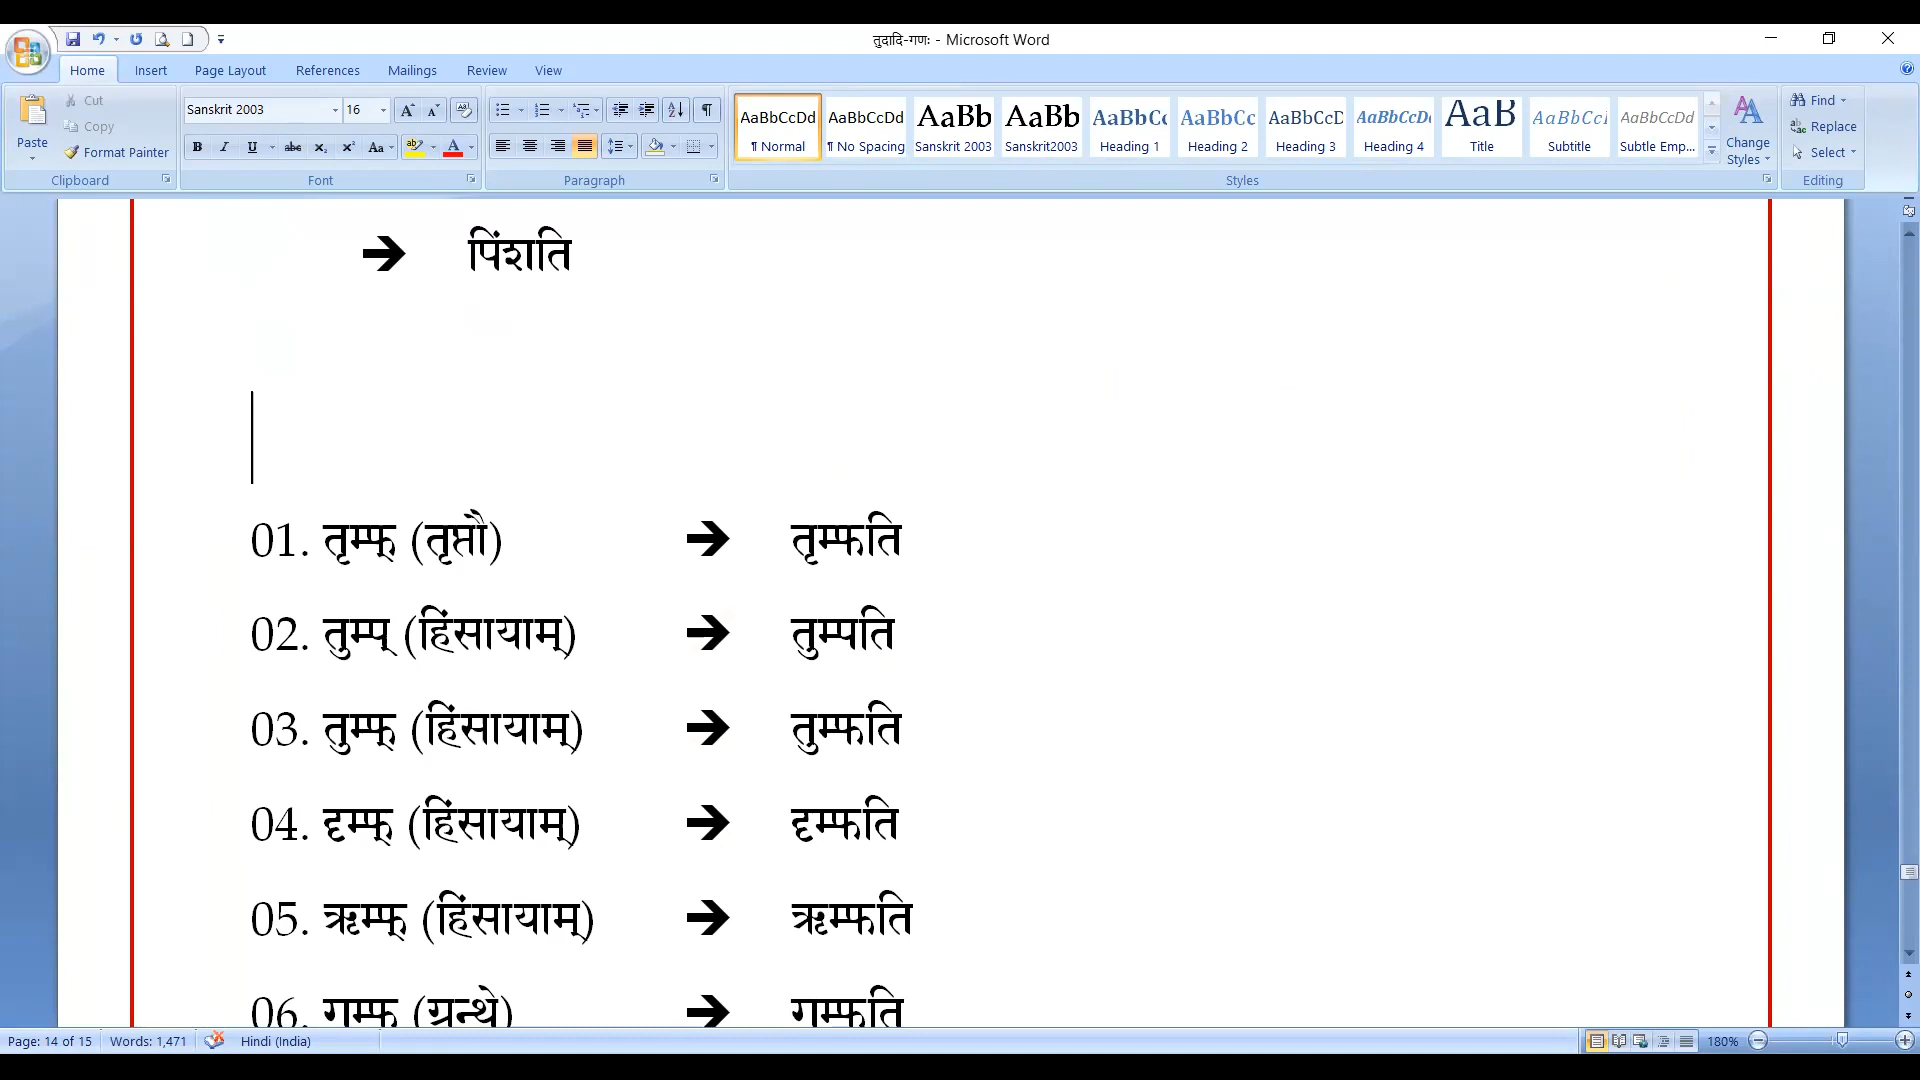 तुदादि-गणः - Microsoft Word
Home Insert Page Layout References Mailings Review View
Paste
Cut
Copy
Format Painter
Clipboard
Sanskrit 2003 16
Font
Paragraph
AaBbCcDd AaBbCcDd AaBb AaBb AaBbCc AaBbCc AaBbCcD AaBbCcDc AaB AaBbCcl AaBbCcDd
¶ Normal ¶ No Spacing Sanskrit 2003 Sanskrit2003 Heading 1 Heading 2 Heading 3 Heading 4 Title Subtitle Subtle Emp...
Styles
Change Styles
Find
Replace
Select
Editing
➔ पिंशति
01. तृम्फ् (तृप्तौ) ➔ तृम्फति
02. तुम्प् (हिंसायाम्) ➔ तुम्पति
03. तुम्फ् (हिंसायाम्) ➔ तुम्फति
04. दृम्फ् (हिंसायाम्) ➔ दृम्फति
05. ऋम्फ् (हिंसायाम्) ➔ ऋम्फति
06. गुम्फ् (ग्रन्थे) ➔ गुम्फति
Page: 14 of 15 Words: 1,471 Hindi (India) 180%